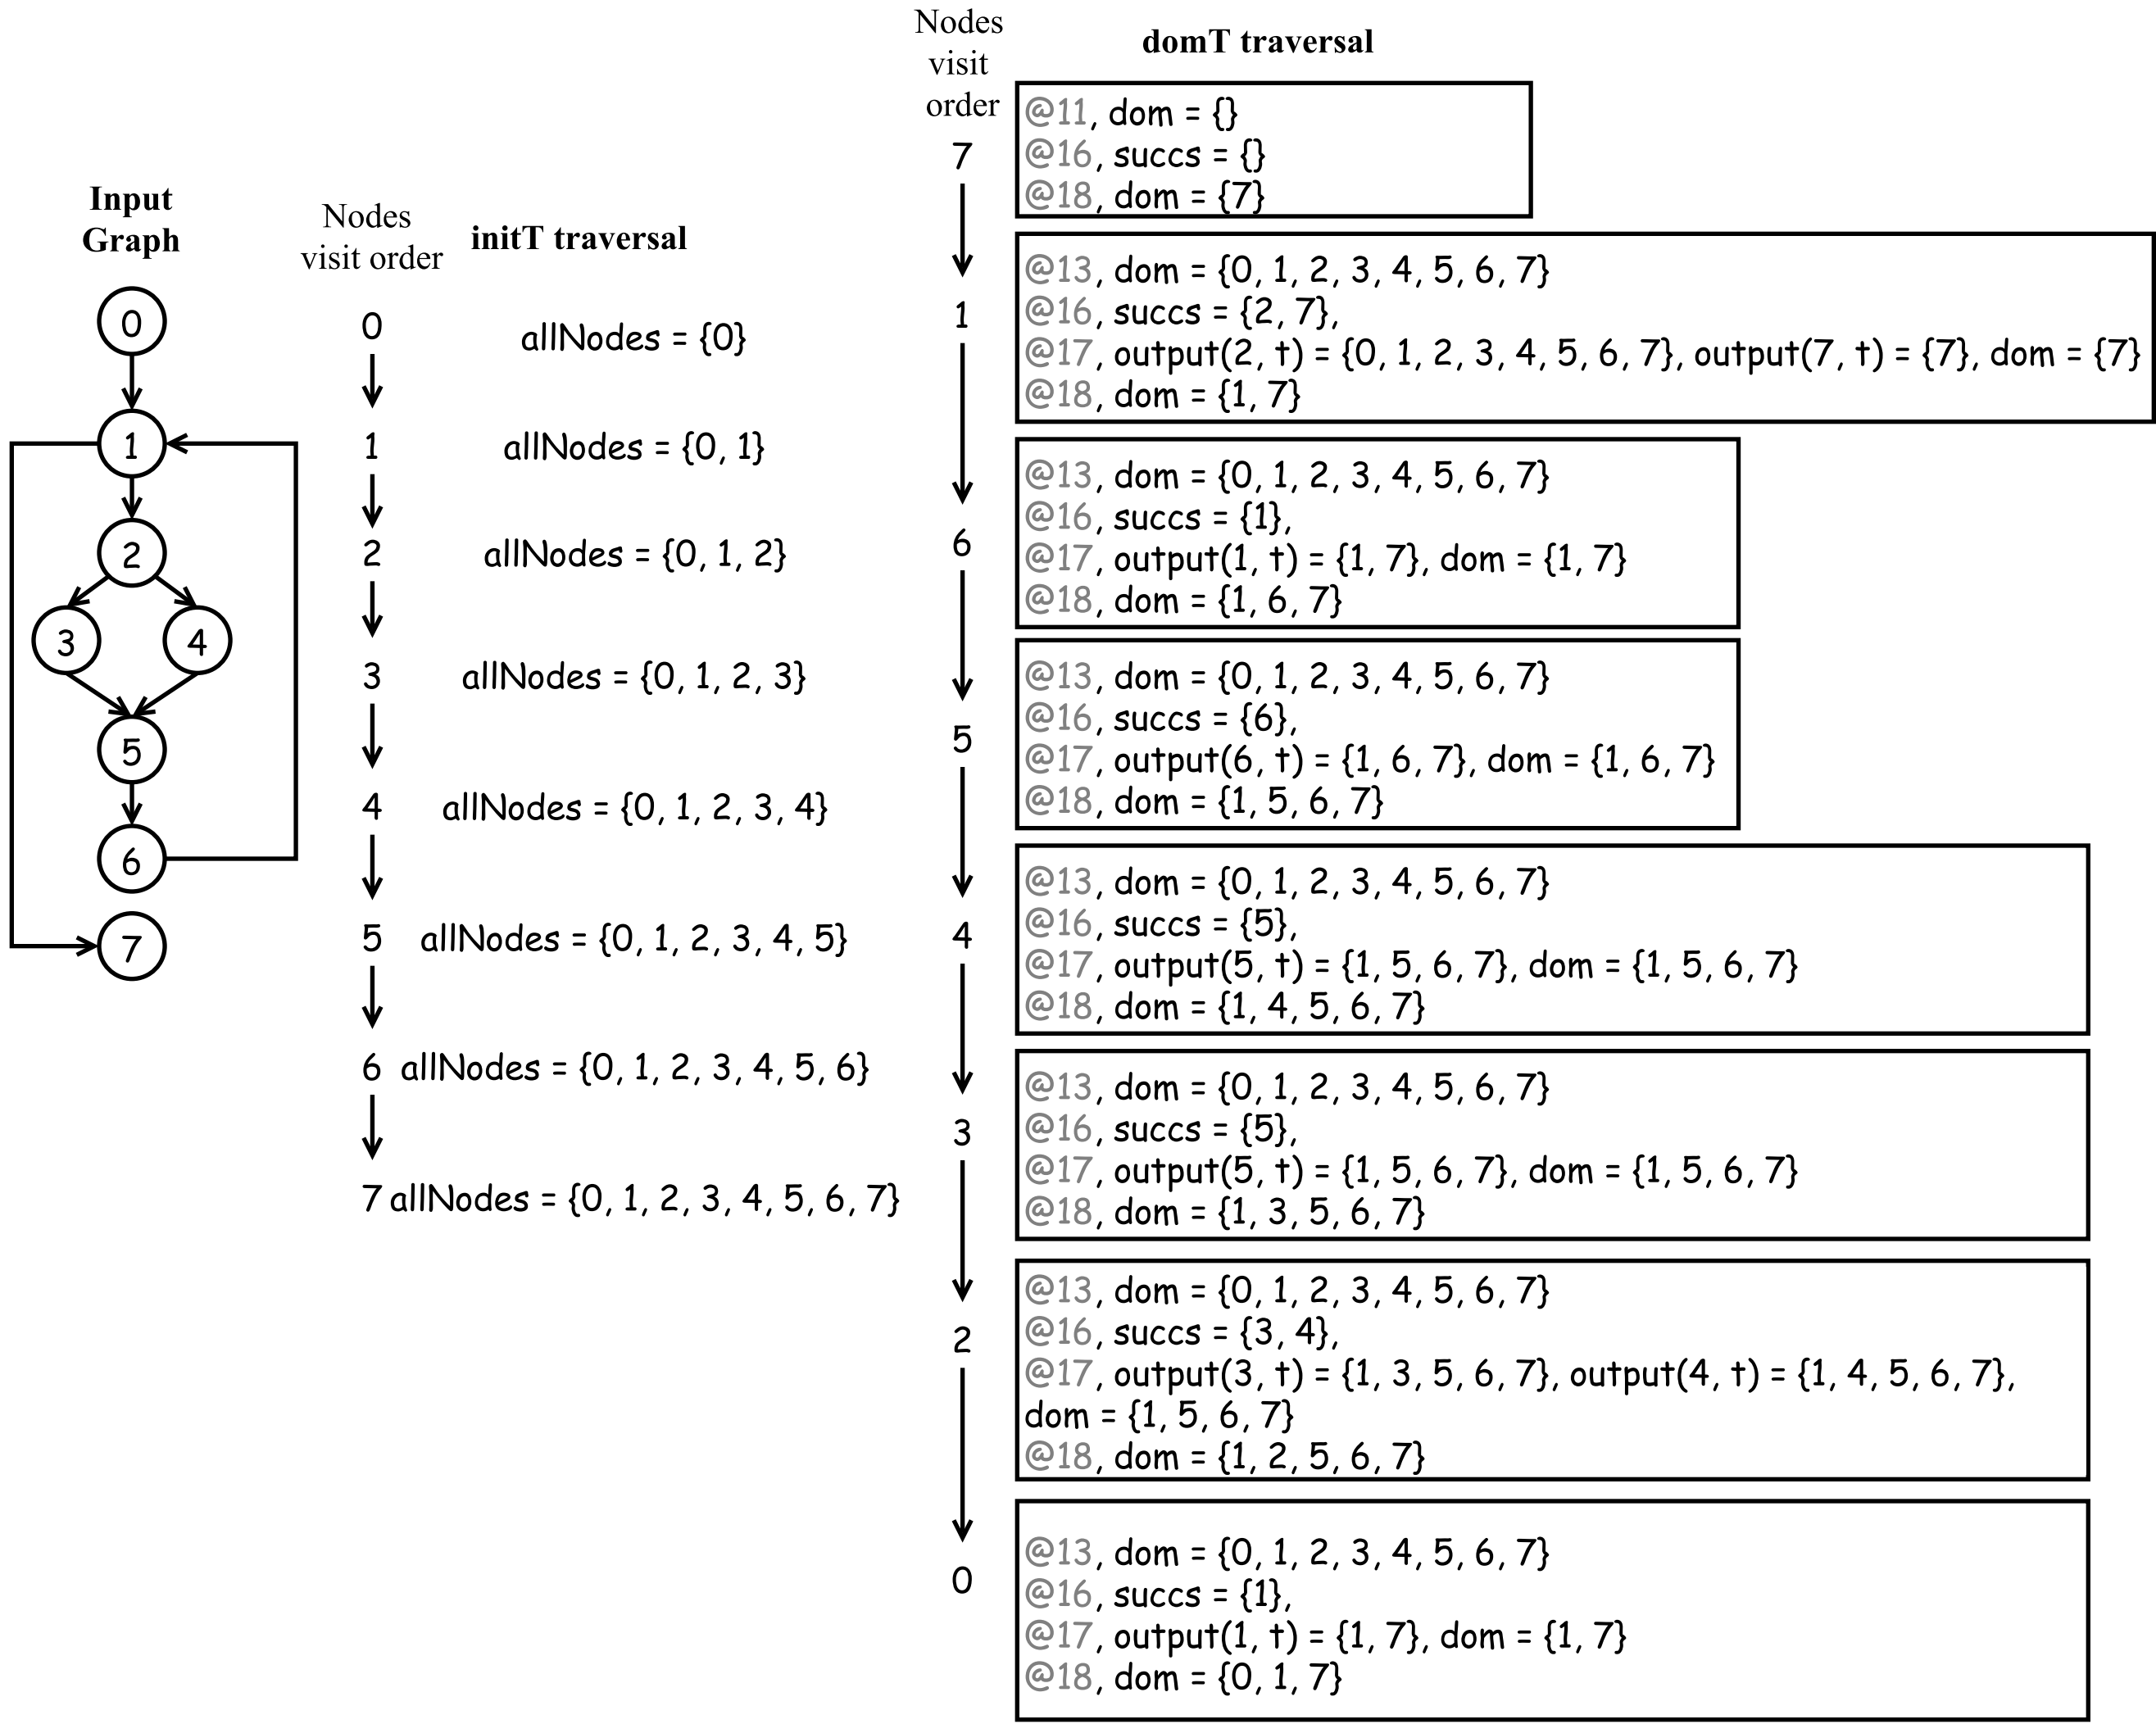 Input
Graph
0
1
2
3
4
5
6
7
Nodes
visit order
initT traversal
0
allNodes = {0}
1
allNodes = {0, 1}
2
allNodes = {0, 1, 2}
3
allNodes = {0, 1, 2, 3}
4
allNodes = {0, 1, 2, 3, 4}
5
allNodes = {0, 1, 2, 3, 4, 5}
6
allNodes = {0, 1, 2, 3, 4, 5, 6}
7
allNodes = {0, 1, 2, 3, 4, 5, 6, 7}
Nodes
visit
order
domT traversal
7
@11, dom = {}
@16, succs = {}
@18, dom = {7}
1
@13, dom = {0, 1, 2, 3, 4, 5, 6, 7}
@16, succs = {2, 7},
@17, output(2, t) = {0, 1, 2, 3, 4, 5, 6, 7}, output(7, t) = {7}, dom = {7}
@18, dom = {1, 7}
6
@13, dom = {0, 1, 2, 3, 4, 5, 6, 7}
@16, succs = {1},
@17, output(1, t) = {1, 7}, dom = {1, 7}
@18, dom = {1, 6, 7}
5
@13, dom = {0, 1, 2, 3, 4, 5, 6, 7}
@16, succs = {6},
@17, output(6, t) = {1, 6, 7}, dom = {1, 6, 7}
@18, dom = {1, 5, 6, 7}
4
@13, dom = {0, 1, 2, 3, 4, 5, 6, 7}
@16, succs = {5},
@17, output(5, t) = {1, 5, 6, 7}, dom = {1, 5, 6, 7}
@18, dom = {1, 4, 5, 6, 7}
3
@13, dom = {0, 1, 2, 3, 4, 5, 6, 7}
@16, succs = {5},
@17, output(5, t) = {1, 5, 6, 7}, dom = {1, 5, 6, 7}
@18, dom = {1, 3, 5, 6, 7}
2
@13, dom = {0, 1, 2, 3, 4, 5, 6, 7}
@16, succs = {3, 4},
@17, output(3, t) = {1, 3, 5, 6, 7}, output(4, t) = {1, 4, 5, 6, 7},
dom = {1, 5, 6, 7}
@18, dom = {1, 2, 5, 6, 7}
0
@13, dom = {0, 1, 2, 3, 4, 5, 6, 7}
@16, succs = {1},
@17, output(1, t) = {1, 7}, dom = {1, 7}
@18, dom = {0, 1, 7}